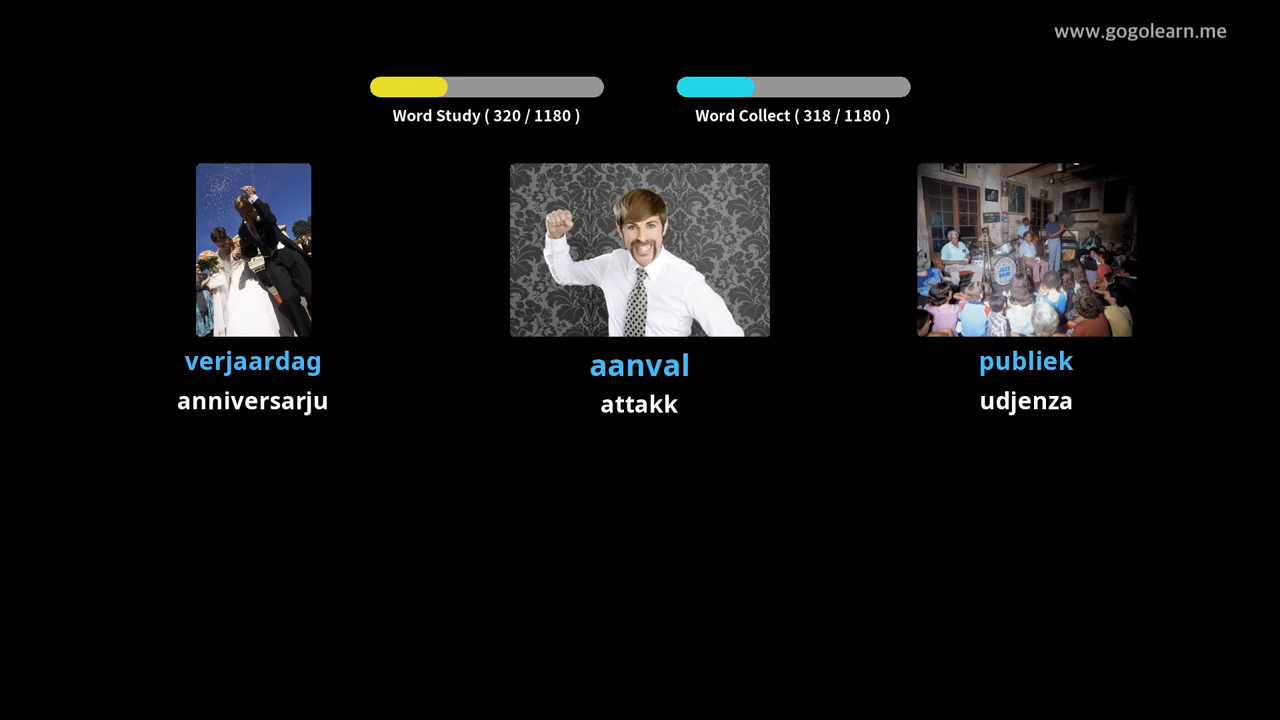 www.gogolearn.me
Word Study ( 320 / 1180 )
Word Collect ( 318 / 1180 )
verjaardag
anniversarju
aanval
attakk
publiek
udjenza